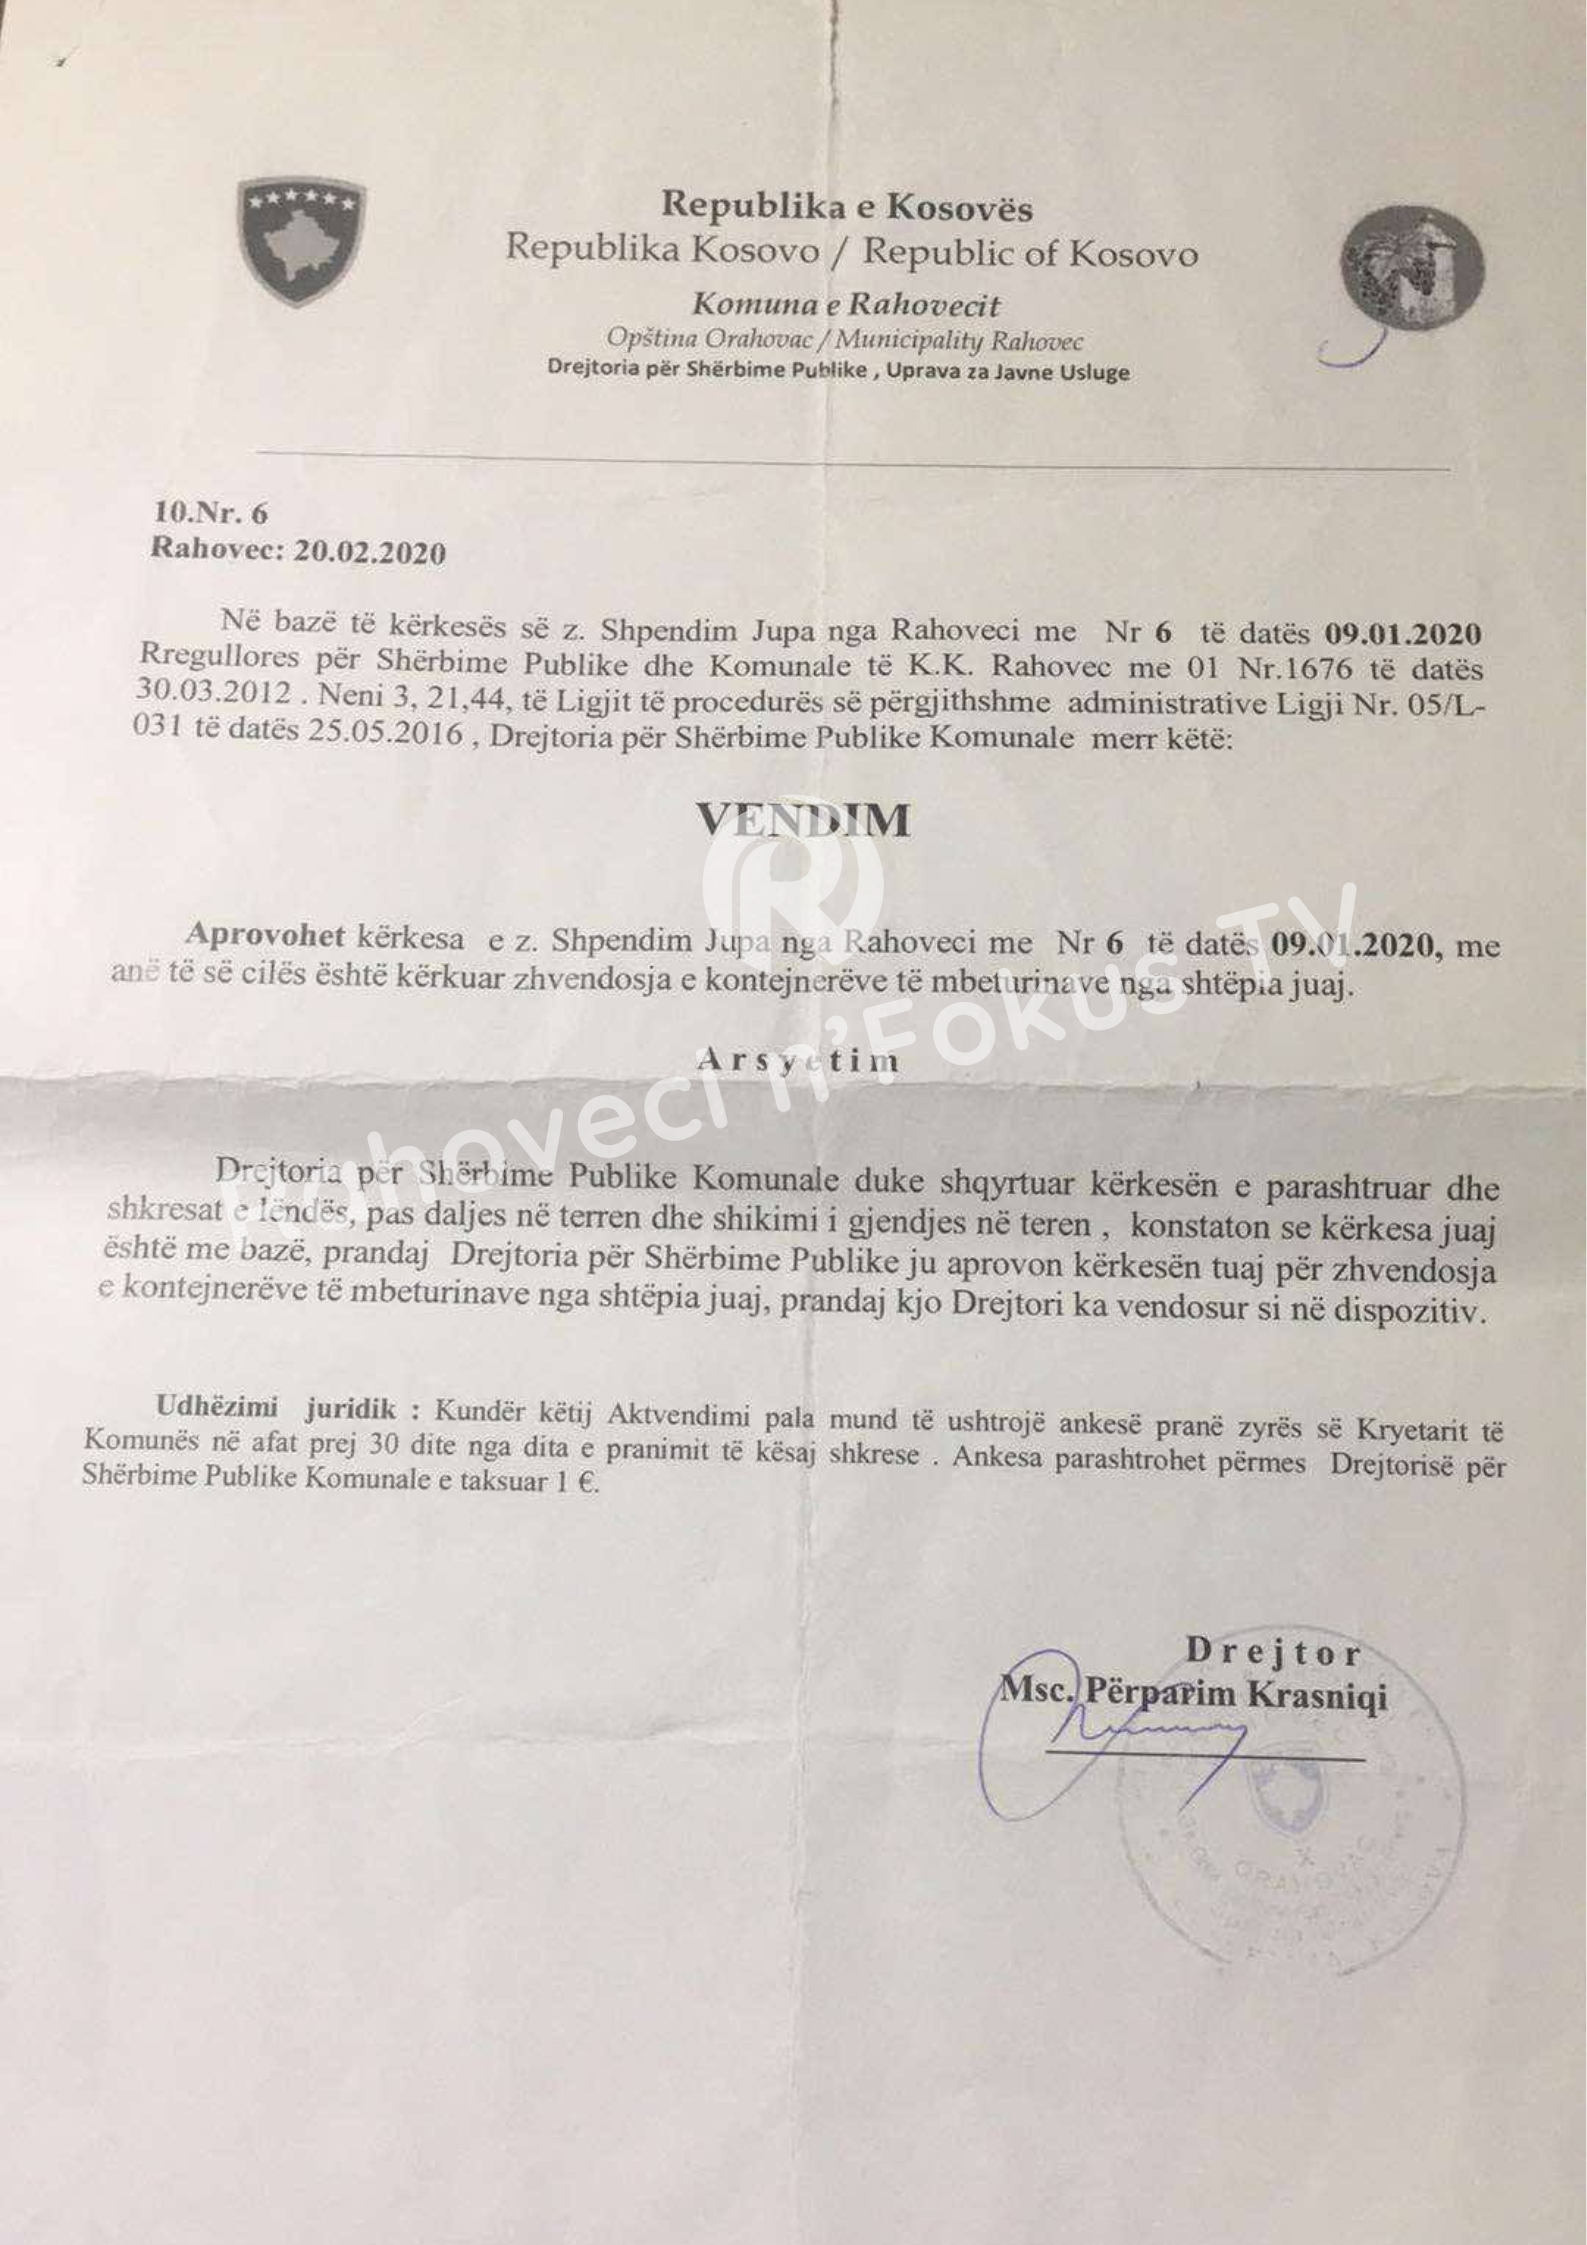 Republika e Kosovës
Republika Kosovo / Republic of Kosovo
Komuna e Rahovecit
Opština Orahovac / Municipality Rahovec
Drejtoria për Shërbime Publike , Uprava za Javne Usluge
10.Nr. 6
Rahovec: 20.02.2020
Në bazë të kërkesës së z. Shpendim Jupa nga Rahoveci me Nr 6 të datës 09.01.2020
Rregullores për Shërbime Publike dhe Komunale të K.K. Rahovec me 01 Nr.1676 të datës
30.03.2012 . Neni 3, 21,44, të Ligjit të procedurës së përgjithshme administrative Ligji Nr. 05/L-
031 të datës 25.05.2016 , Drejtoria për Shërbime Publike Komunale merr këtë:
VENDIM
Aprovohet kërkesa e z. Shpendim Jupa nga Rahoveci me Nr 6 të datës 09.01.2020, me
anë të së cilës është kërkuar zhvendosja e kontejnerëve të mbeturinave nga shtëpia juaj.
Rahoveci n'Fokus TV
Arsyetim
Drejtoria për Shërbime Publike Komunale duke shqyrtuar kërkesën e parashtruar dhe
shkresat e lëndës, pas daljes në terren dhe shikimi i gjendjes në teren , konstaton se kërkesa juaj
është me bazë, prandaj Drejtoria për Shërbime Publike ju aprovon kërkesën tuaj për zhvendosja
e kontejnerëve të mbeturinave nga shtëpia juaj, prandaj kjo Drejtori ka vendosur si në dispozitiv.
Udhëzimi juridik : Kundër këtij Aktvendimi pala mund të ushtrojë ankesë pranë zyrës së Kryetarit të
Komunës në afat prej 30 dite nga dita e pranimit të kësaj shkrese . Ankesa parashtrohet përmes Drejtorisë për
Shërbime Publike Komunale e taksuar 1 €.
Drejtor
Msc. Përparim Krasniqi